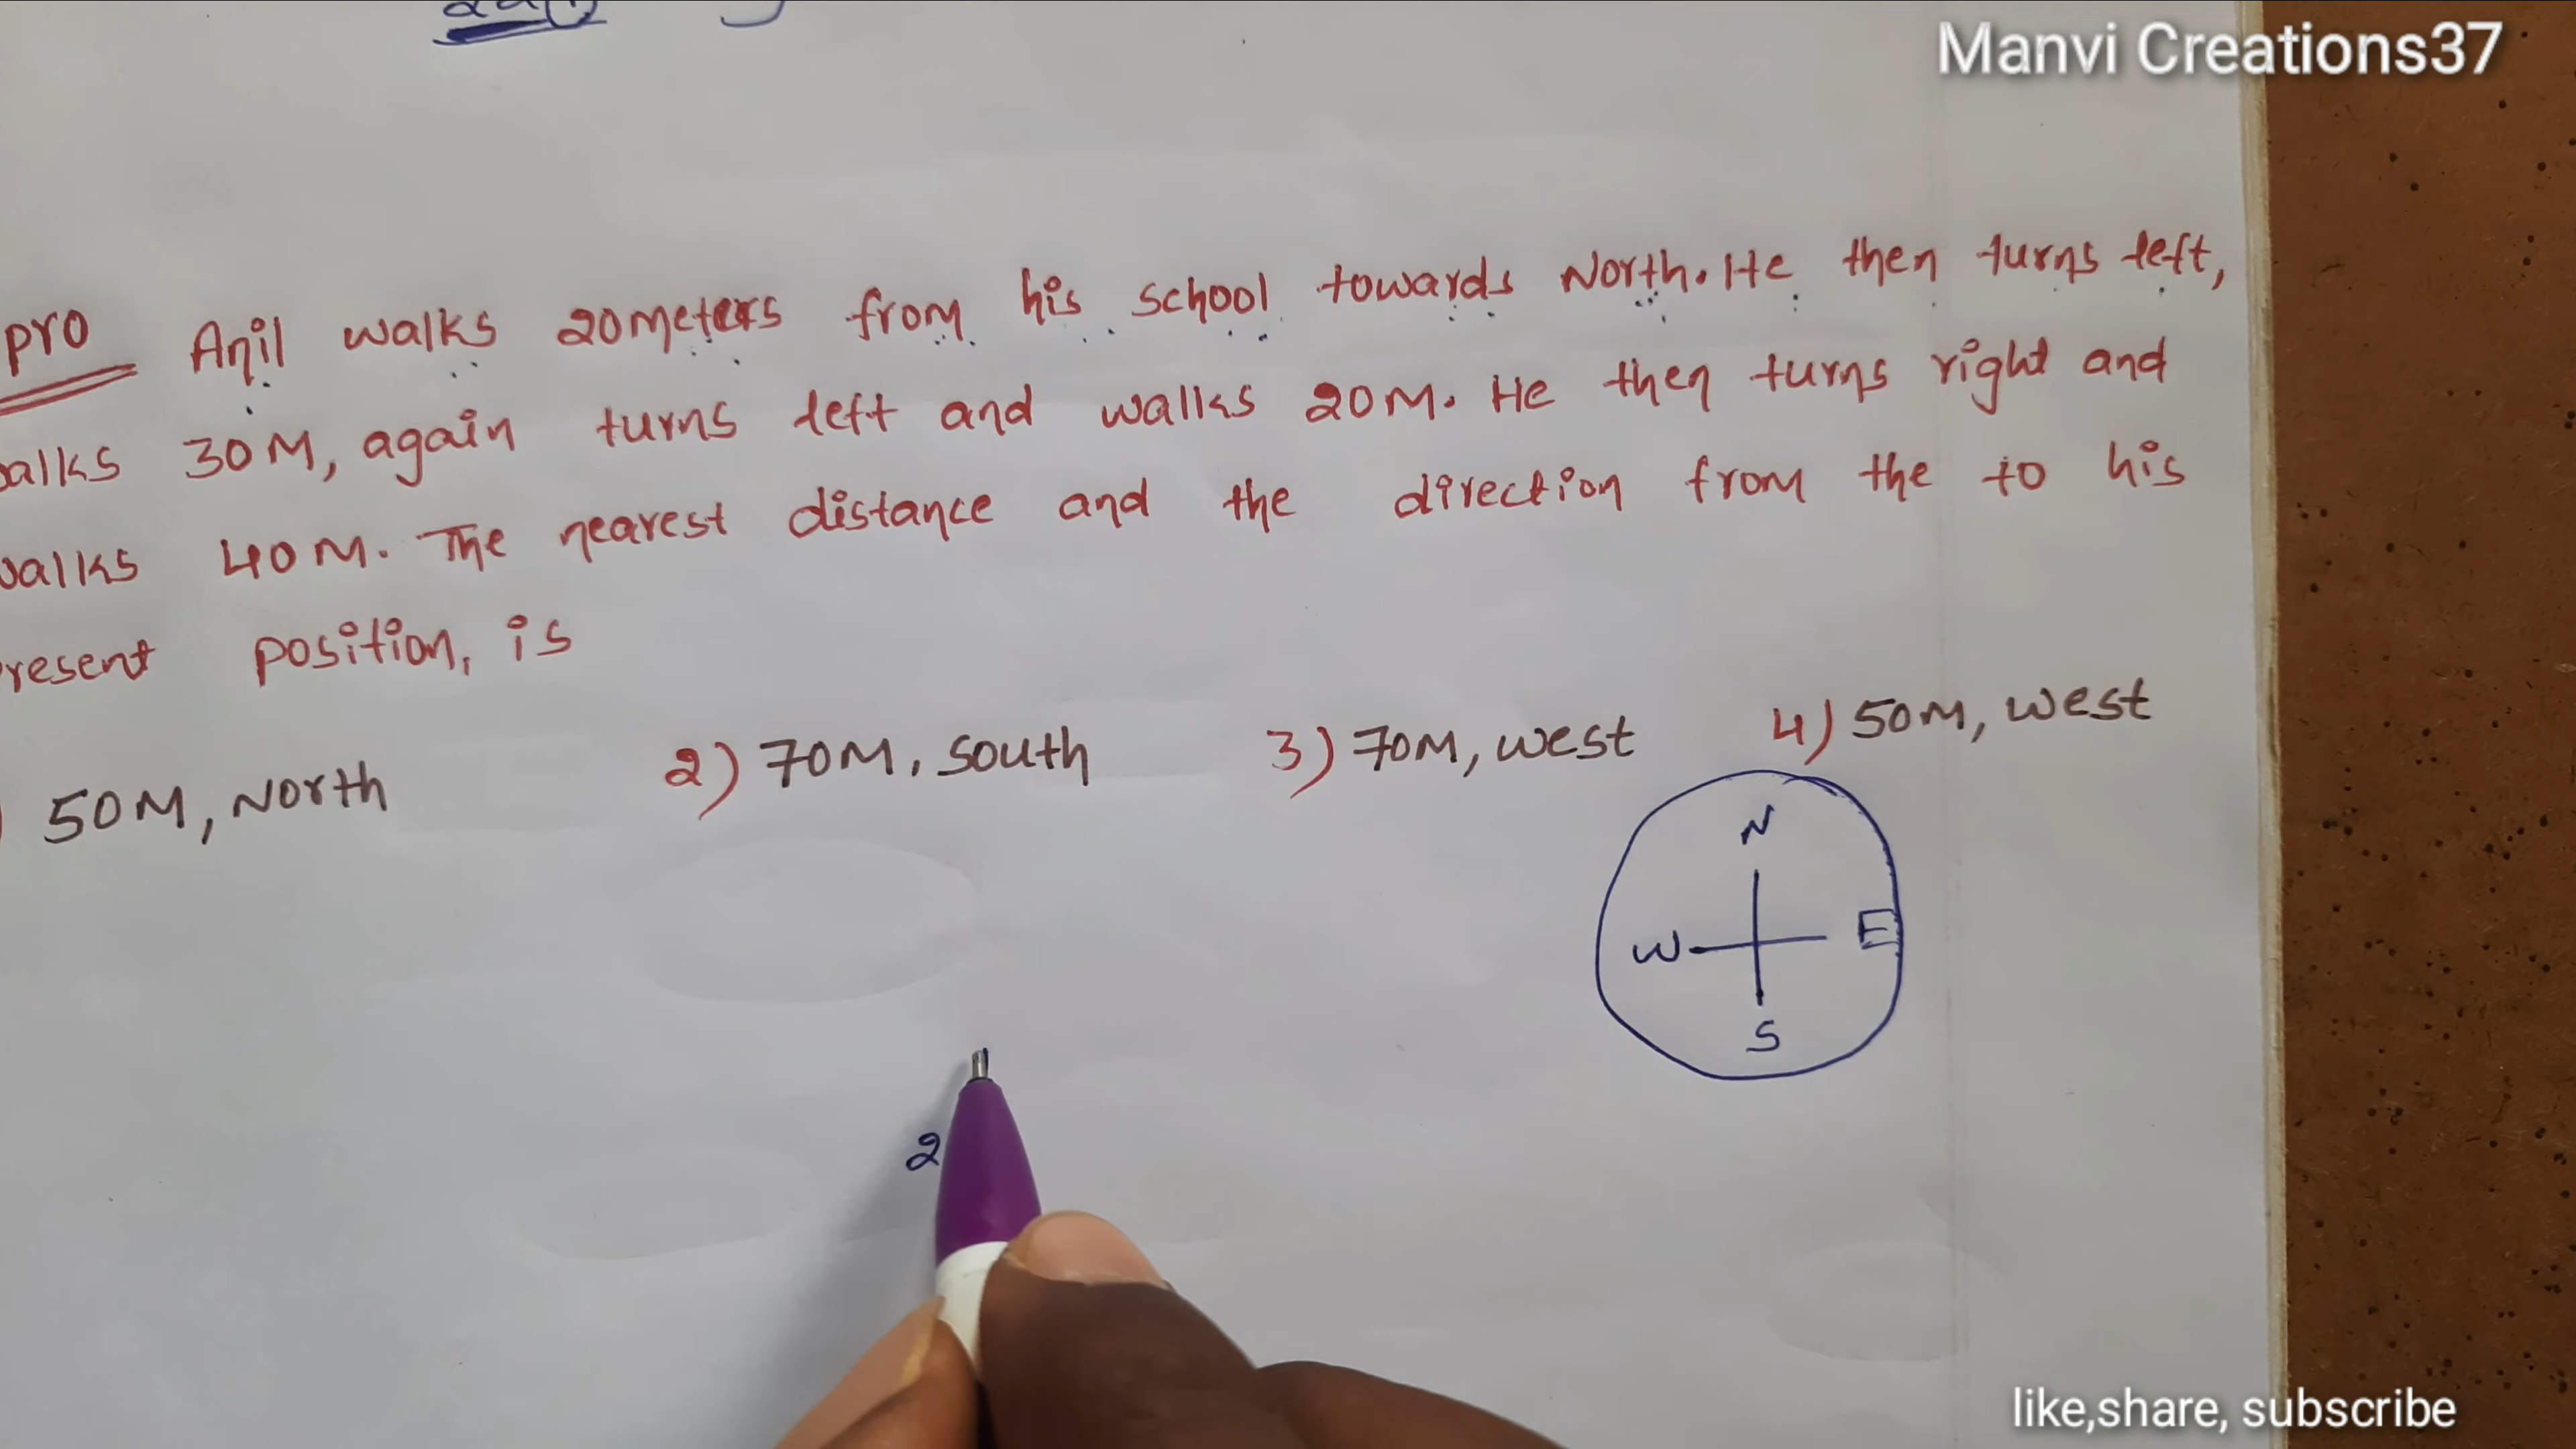 Manvi Creations37
pro Anil walks 20meters from his school towards North. He then turns left,
alks 30M, again turns left and walks 20M. He then turns right and
walks 40M. The nearest distance and the direction from the to his
resent position, is
50M, North 2) 70M, south 3) 70M, west 4) 50M, west
N
W E
S
2
like,share, subscribe